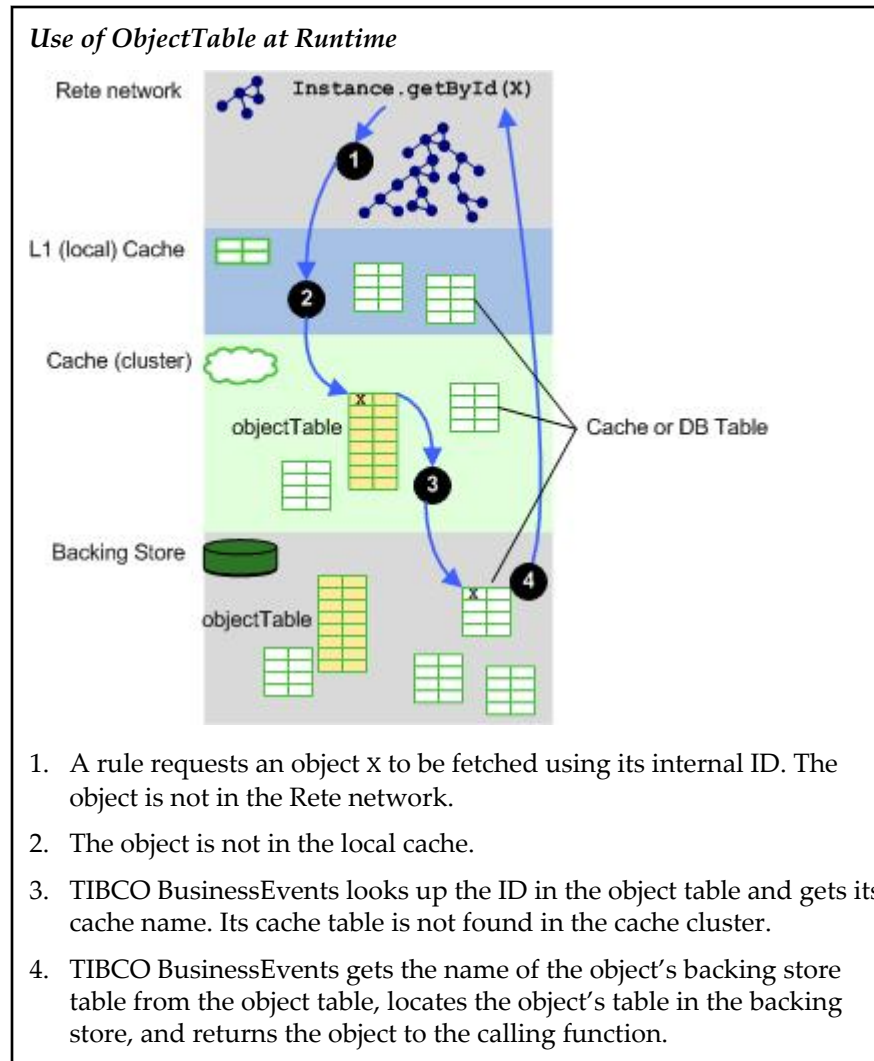 Use of ObjectTable at Runtime
Rete network
Instance.getById(X)
1
L1 (local) Cache
2
Cache (cluster)
X
objectTable
Cache or DB Table
3
Backing Store
4
X
objectTable
1. A rule requests an object X to be fetched using its internal ID. The
object is not in the Rete network.
2. The object is not in the local cache.
3. TIBCO BusinessEvents looks up the ID in the object table and gets its
cache name. Its cache table is not found in the cache cluster.
4. TIBCO BusinessEvents gets the name of the object's backing store
table from the object table, locates the object's table in the backing
store, and returns the object to the calling function.